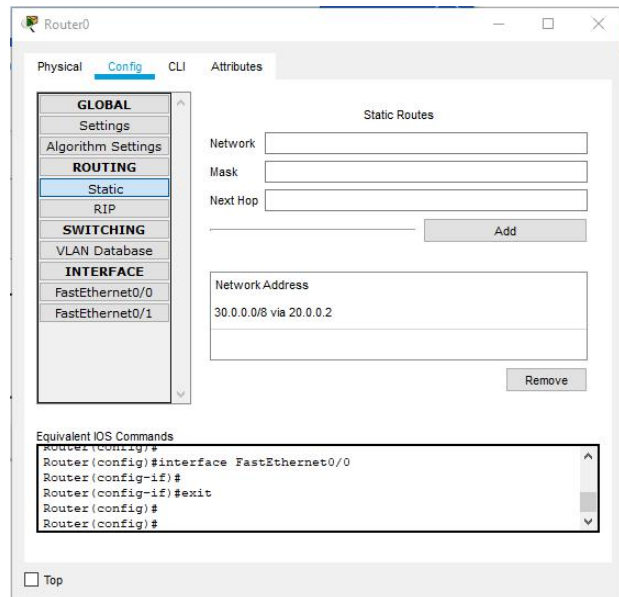 Router0
Physical Config CLI Attributes
GLOBAL
Settings
Algorithm Settings
ROUTING
Static
RIP
SWITCHING
VLAN Database
INTERFACE
FastEthernet0/0
FastEthernet0/1
Static Routes
Network
Mask
Next Hop
Add
Network Address
30.0.0.0/8 via 20.0.0.2
Remove
Equivalent IOS Commands
Router(config)#
Router(config)#interface FastEthernet0/0
Router(config-if)#
Router(config-if)#exit
Router(config)#
Router(config)#
Top